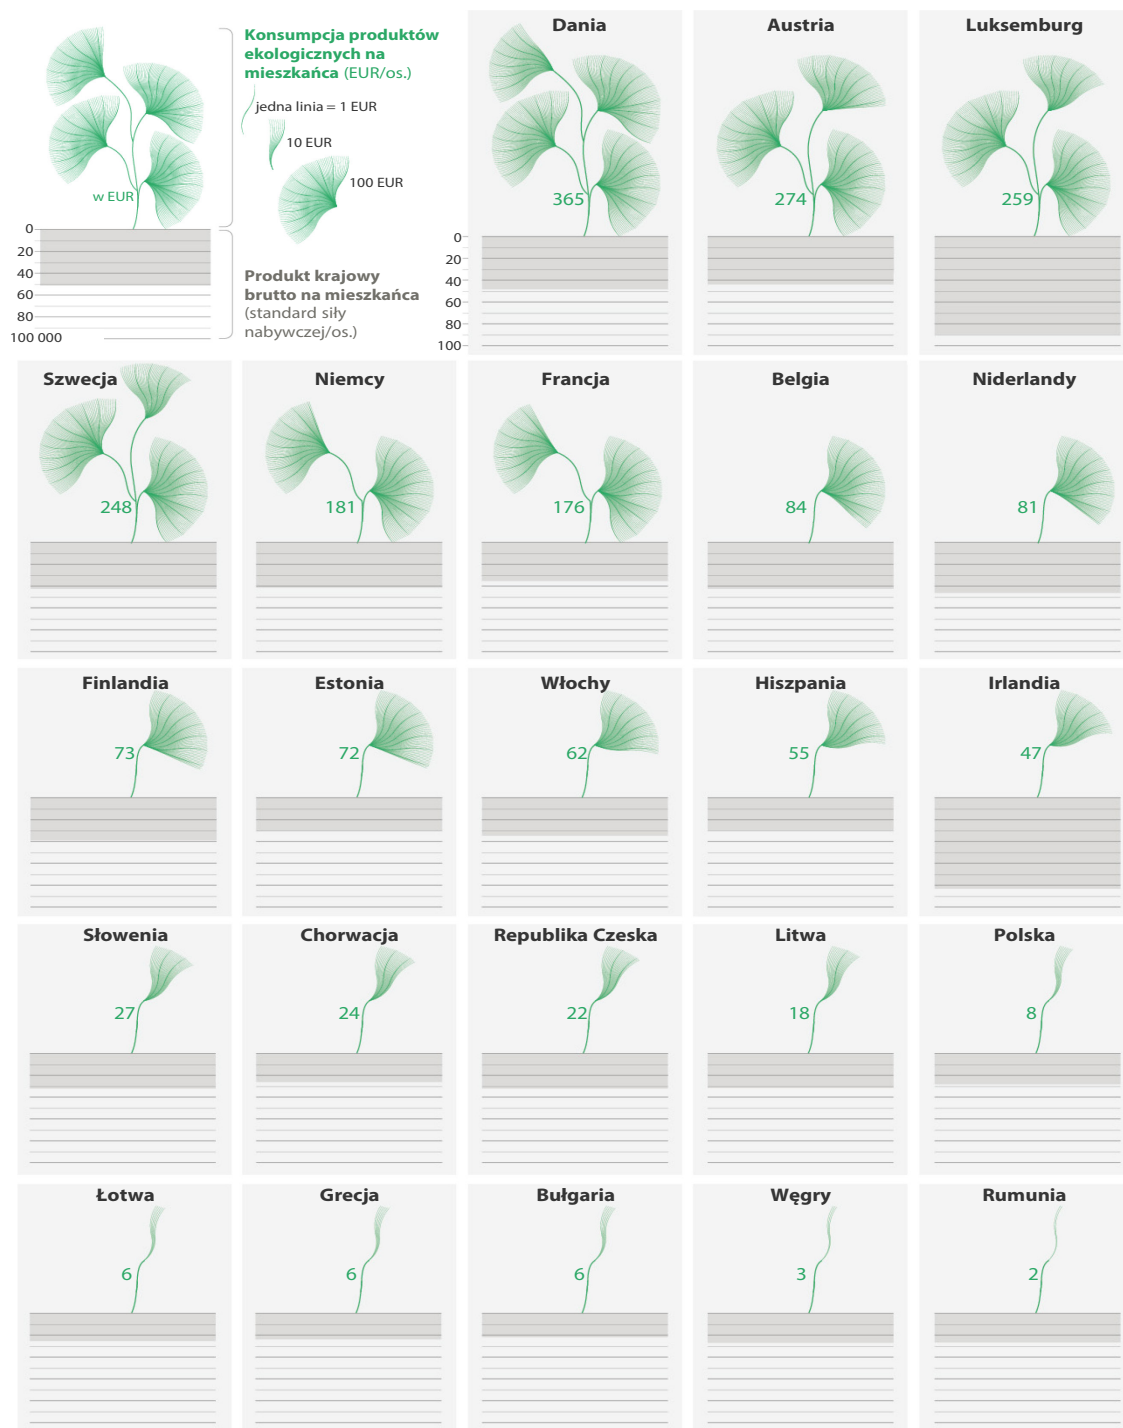 Konsumpcja produktów
ekologicznych na
mieszkańca (EUR/os.)
jedna linia = 1 EUR
10 EUR
100 EUR
w EUR
0
20
40
60
80
100 000
Produkt krajowy
brutto na mieszkańca
(standard siły
nabywczej/os.)
Dania
365
0
20
40
60
80
100
Austria
274
Luksemburg
259
Szwecja
248
Niemcy
181
Francja
176
Belgia
84
Niderlandy
81
Finlandia
73
Estonia
72
Włochy
62
Hiszpania
55
Irlandia
47
Słowenia
27
Chorwacja
24
Republika Czeska
22
Litwa
18
Polska
8
Łotwa
6
Grecja
6
Bułgaria
6
Węgry
3
Rumunia
2